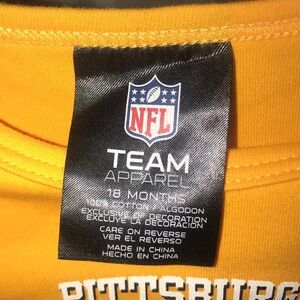 NFL
TEAM
APPAREL
18 MONTHS
100% COTTON / ALGODON
EXCLUSIVE OF DECORATION
EXCLUYE LA DECORACION
CARE ON REVERSE
VER EL REVERSO
MADE IN CHINA
HECHO EN CHINA
PITTSBURG